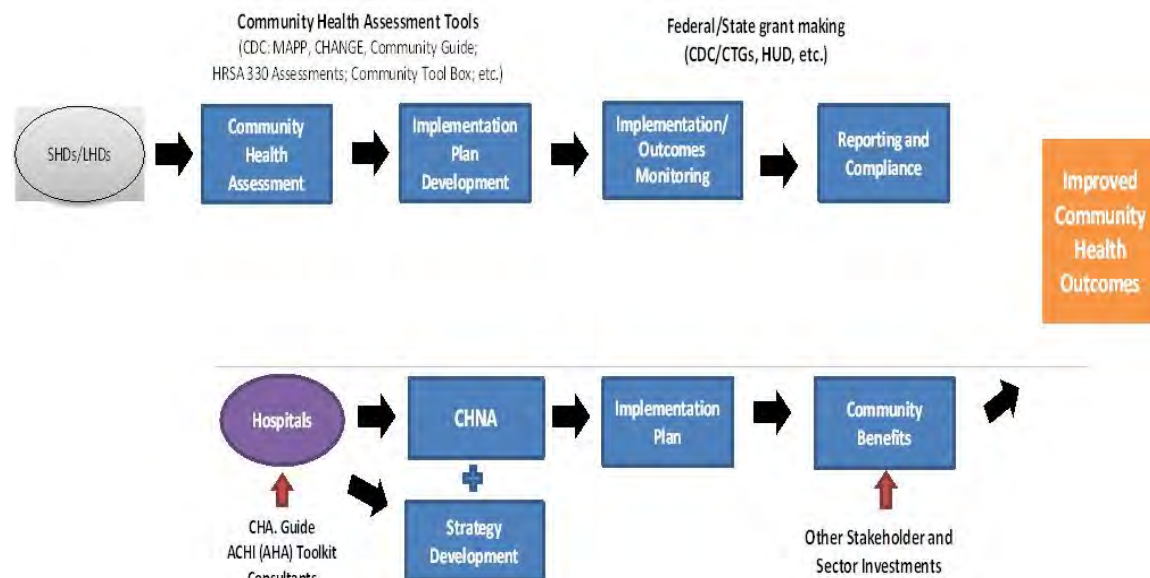 Community Health Assessment Tools
(CDC: MAPP, CHANGE, Community Guide;
HRSA 330 Assessments; Community Tool Box; etc.)
Federal/State grant making
(CDC/CTGs, HUD, etc.)
SHDs/LHDs
Community
Health
Assessment
Implementation
Plan
Development
Implementation/
Outcomes
Monitoring
Reporting and
Compliance
Improved
Community
Health
Outcomes
Hospitals
CHNA
Implementation
Plan
Community
Benefits
Strategy
Development
CHA. Guide
ACHI (AHA) Toolkit
Consultants
Other Stakeholder and
Sector Investments